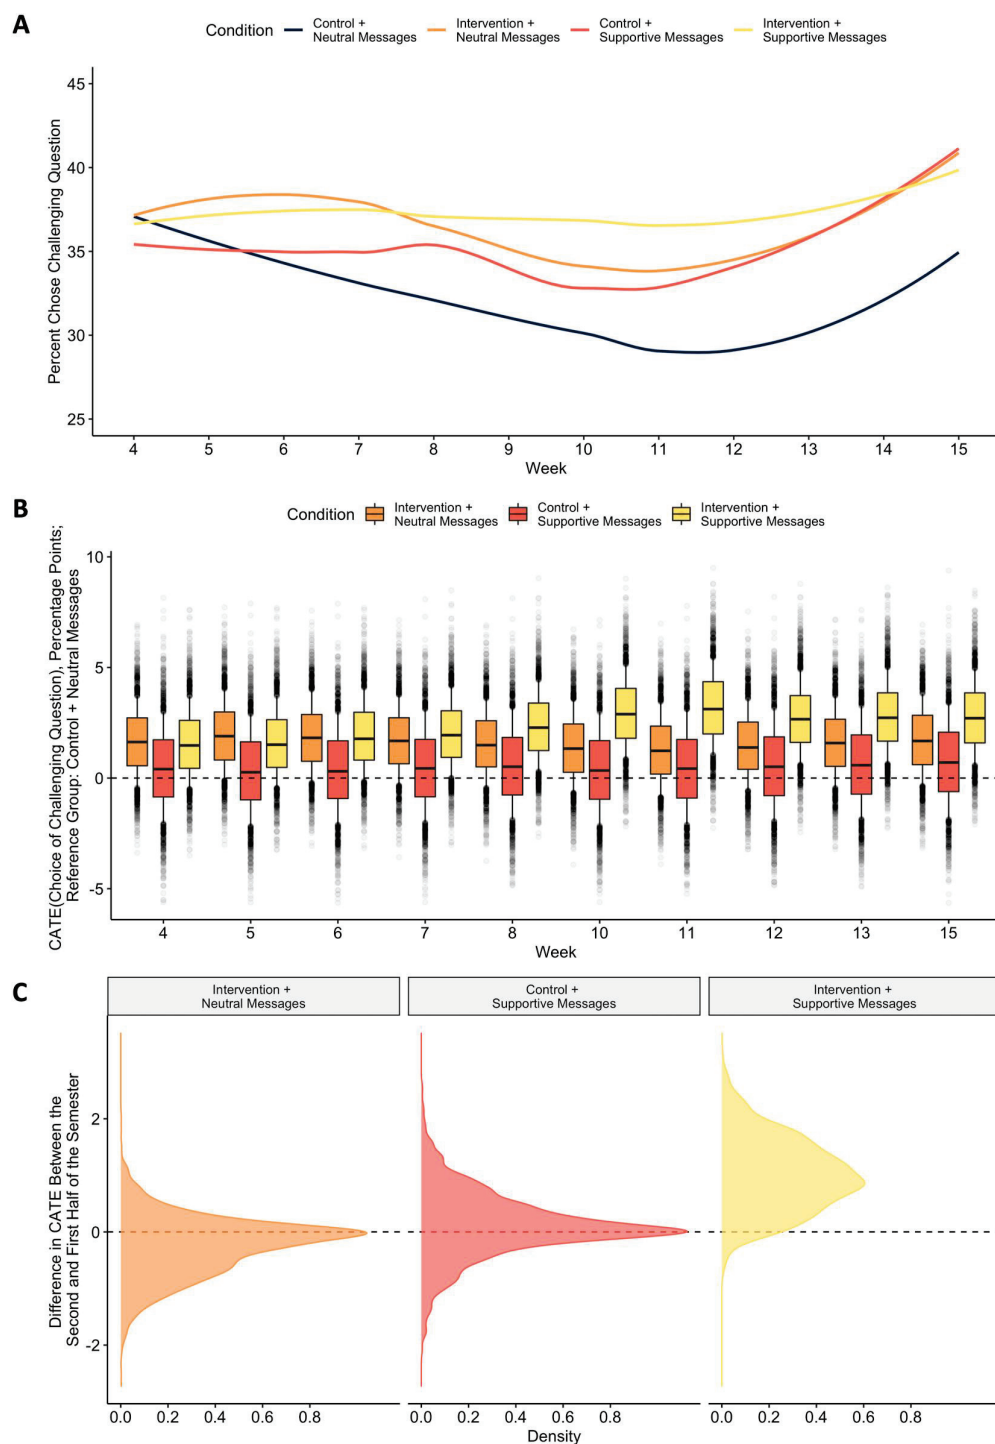 A
Condition
Control +
Neutral Messages
Intervention +
Neutral Messages
Control +
Supportive Messages
Intervention +
Supportive Messages
Percent Chose Challenging Question
45
40
35
30
25
4 5 6 7 8 9 10 11 12 13 14 15
Week
B
Condition
Intervention +
Neutral Messages
Control +
Supportive Messages
Intervention +
Supportive Messages
CATE(Choice of Challenging Question), Percentage Points;
Reference Group: Control + Neutral Messages
10
5
0
-5
4 5 6 7 8 10 11 12 13 15
Week
C
Intervention +
Neutral Messages
Control +
Supportive Messages
Intervention +
Supportive Messages
Difference in CATE Between the
Second and First Half of the Semester
2
0
-2
0.0 0.2 0.4 0.6 0.8 0.0 0.2 0.4 0.6 0.8 0.0 0.2 0.4 0.6 0.8
Density